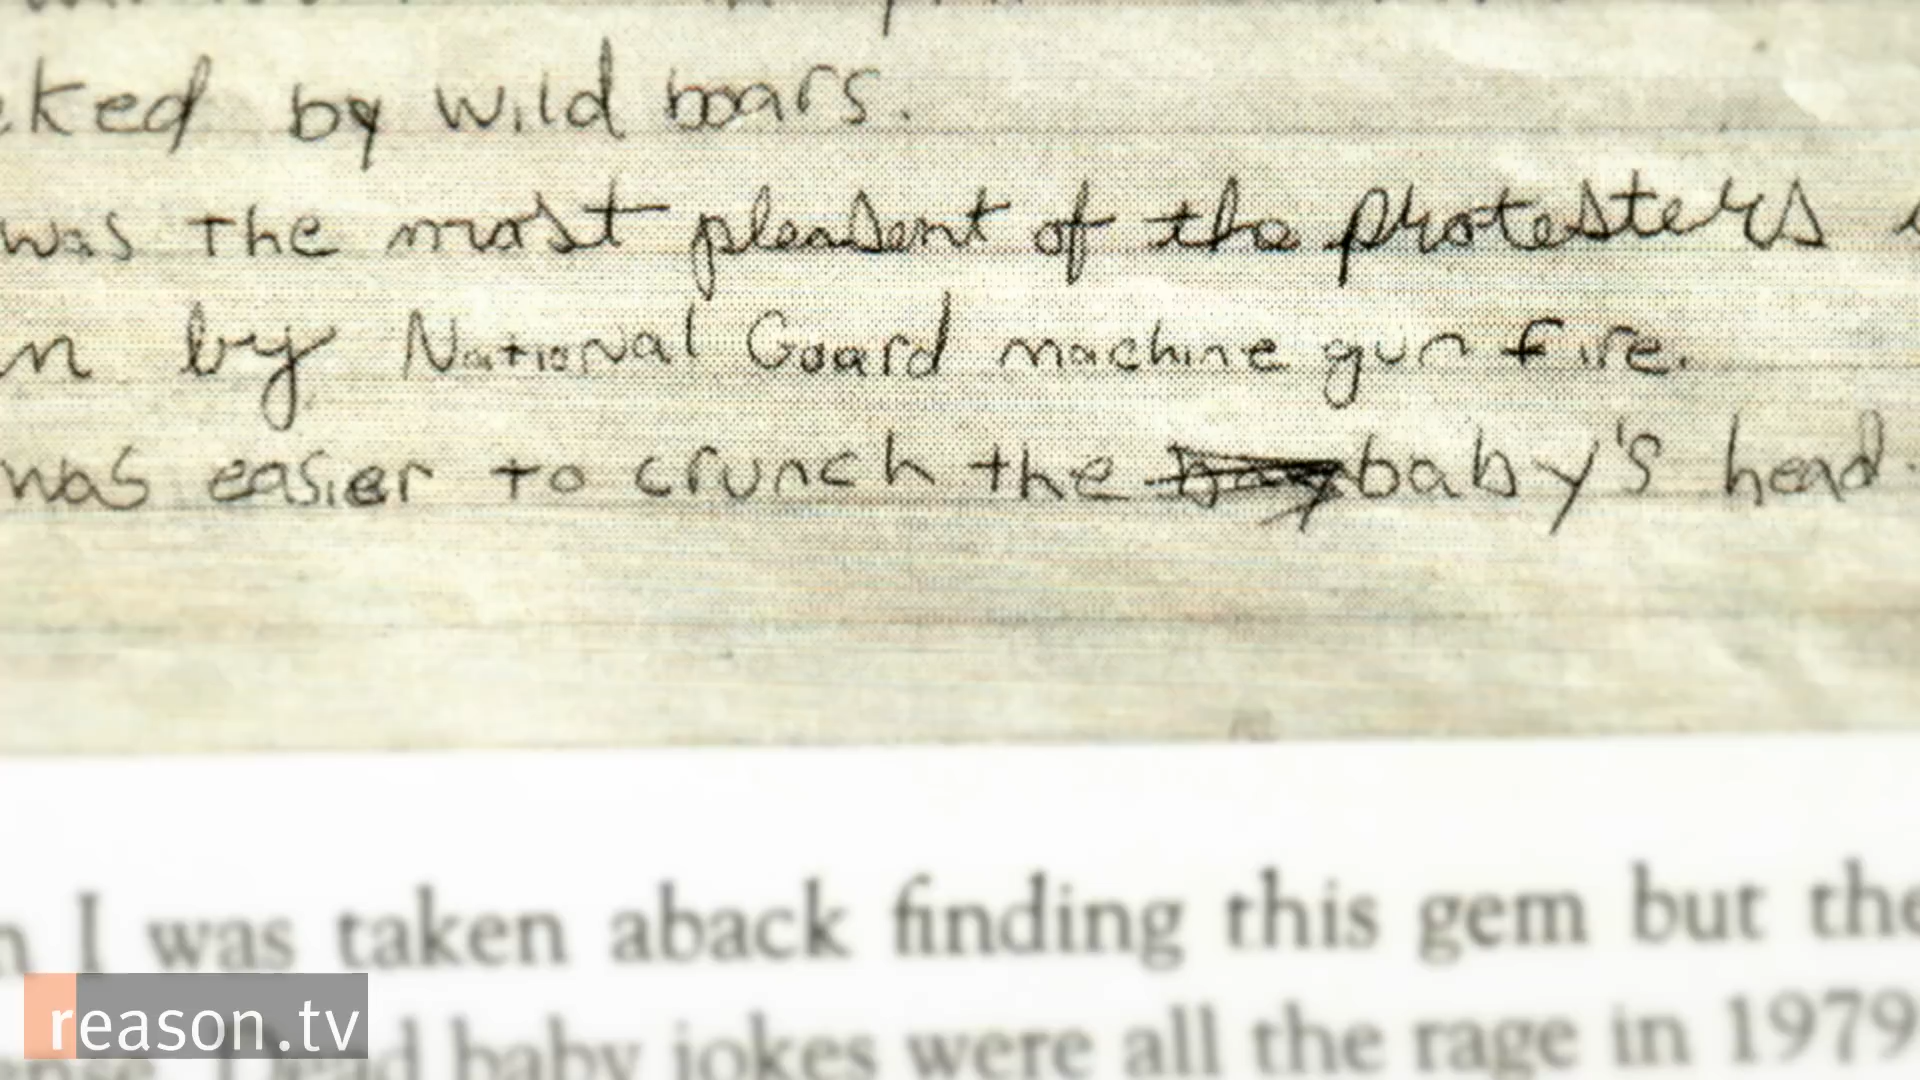 ked by wild boars.
was the most pleasent of the protesters
n by National Guard machine gun fire.
was easier to crunch the baby's head.
n I was taken aback finding this gem but the
reason.tv
ense. Dead baby jokes were all the rage in 1979